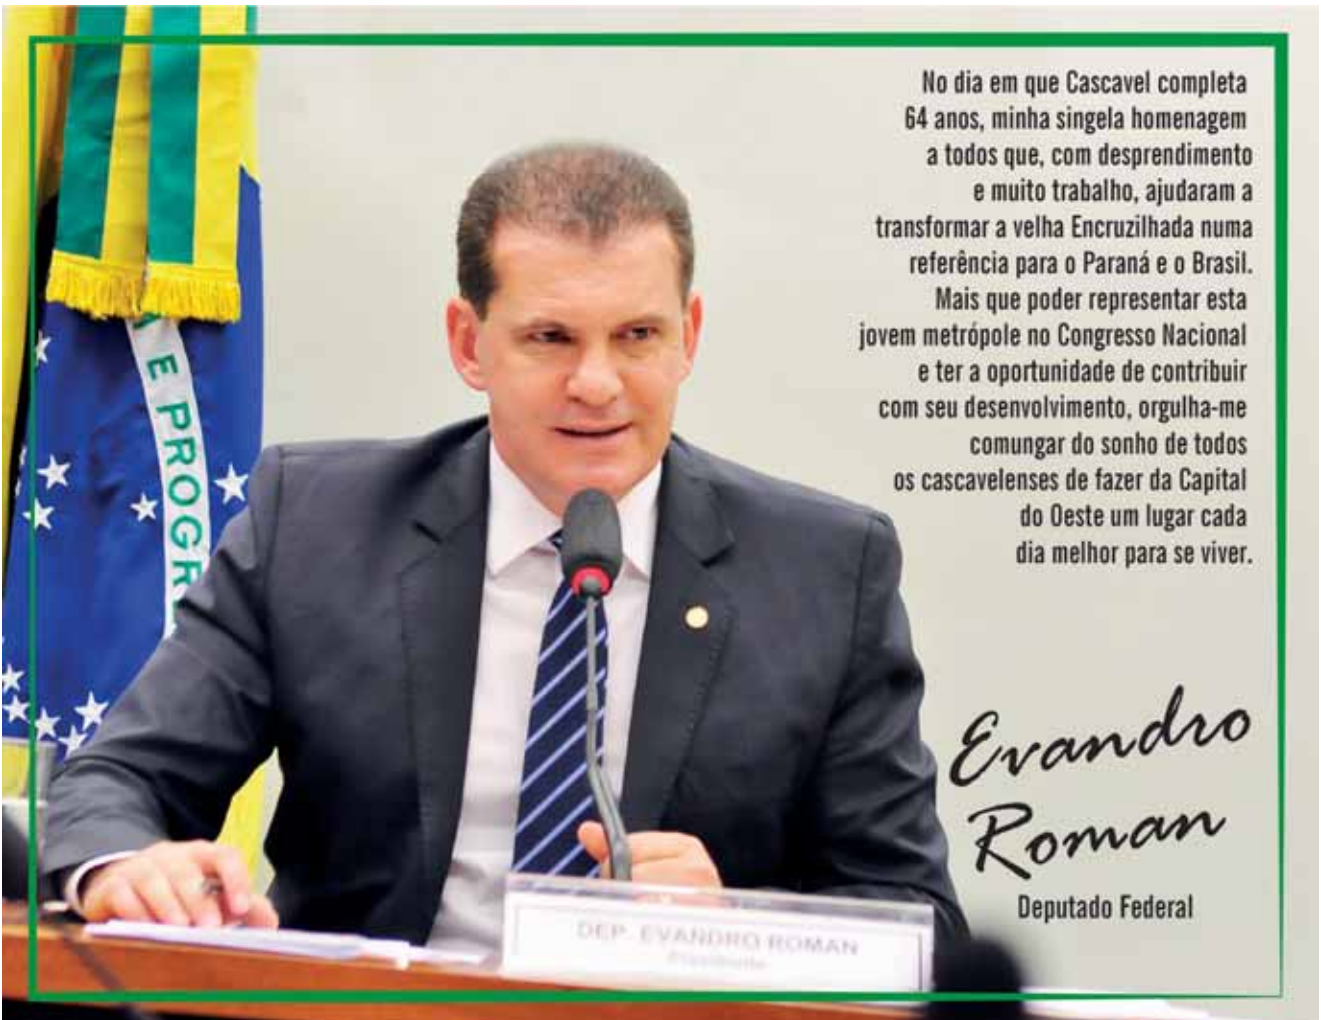 No dia em que Cascavel completa
64 anos, minha singela homenagem
a todos que, com desprendimento
e muito trabalho, ajudaram a
transformar a velha Encruzilhada numa
referência para o Paraná e o Brasil.
Mais que poder representar esta
jovem metrópole no Congresso Nacional
e ter a oportunidade de contribuir
com seu desenvolvimento, orgulha-me
comungar do sonho de todos
os cascavelenses de fazer da Capital
do Oeste um lugar cada
dia melhor para se viver.
Evandro
Roman
Deputado Federal
E PROGR
DEP. EVANDRO ROMAN
Presidente